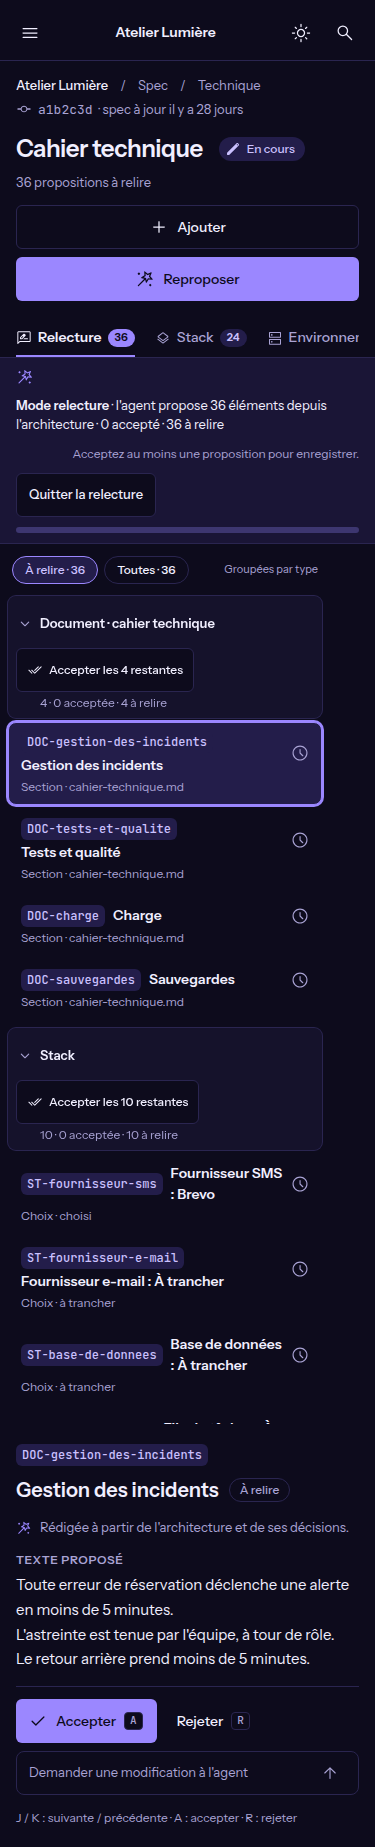 Atelier Lumière
Atelier Lumière / Spec / Technique
a1b2c3d · spec à jour il y a 28 jours
Cahier technique En cours
36 propositions à relire
Ajouter
Reproposer
Relecture 36 Stack 24 Environner
Mode relecture · l'agent propose 36 éléments depuis
l'architecture · 0 accepté · 36 à relire
Acceptez au moins une proposition pour enregistrer.
Quitter la relecture
À relire · 36 Toutes · 36 Groupées par type
Document · cahier technique
Accepter les 4 restantes
4 · 0 acceptée · 4 à relire
DOC-gestion-des-incidents
Gestion des incidents
Section · cahier-technique.md
DOC-tests-et-qualite
Tests et qualité
Section · cahier-technique.md
DOC-charge Charge
Section · cahier-technique.md
DOC-sauvegardes Sauvegardes
Section · cahier-technique.md
Stack
Accepter les 10 restantes
10 · 0 acceptée · 10 à relire
ST-fournisseur-sms Fournisseur SMS
: Brevo
Choix · choisi
ST-fournisseur-e-mail
Fournisseur e-mail : À trancher
Choix · à trancher
ST-base-de-donnees Base de données
: À trancher
Choix · à trancher
DOC-gestion-des-incidents
Gestion des incidents À relire
Rédigée à partir de l'architecture et de ses décisions.
TEXTE PROPOSÉ
Toute erreur de réservation déclenche une alerte
en moins de 5 minutes.
L'astreinte est tenue par l'équipe, à tour de rôle.
Le retour arrière prend moins de 5 minutes.
Accepter A Rejeter R
Demander une modification à l'agent
J / K : suivante / précédente · A : accepter · R : rejeter